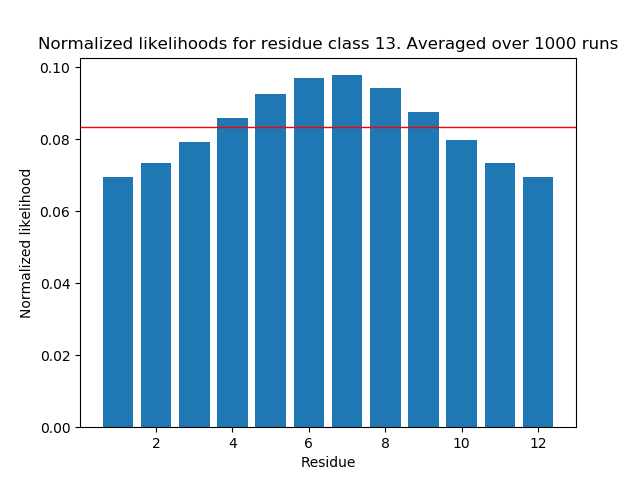 Normalized likelihoods for residue class 13. Averaged over 1000 runs
0.10
0.08
0.06
0.04
0.02
0.00
Normalized likelihood
2 4 6 8 10 12
Residue